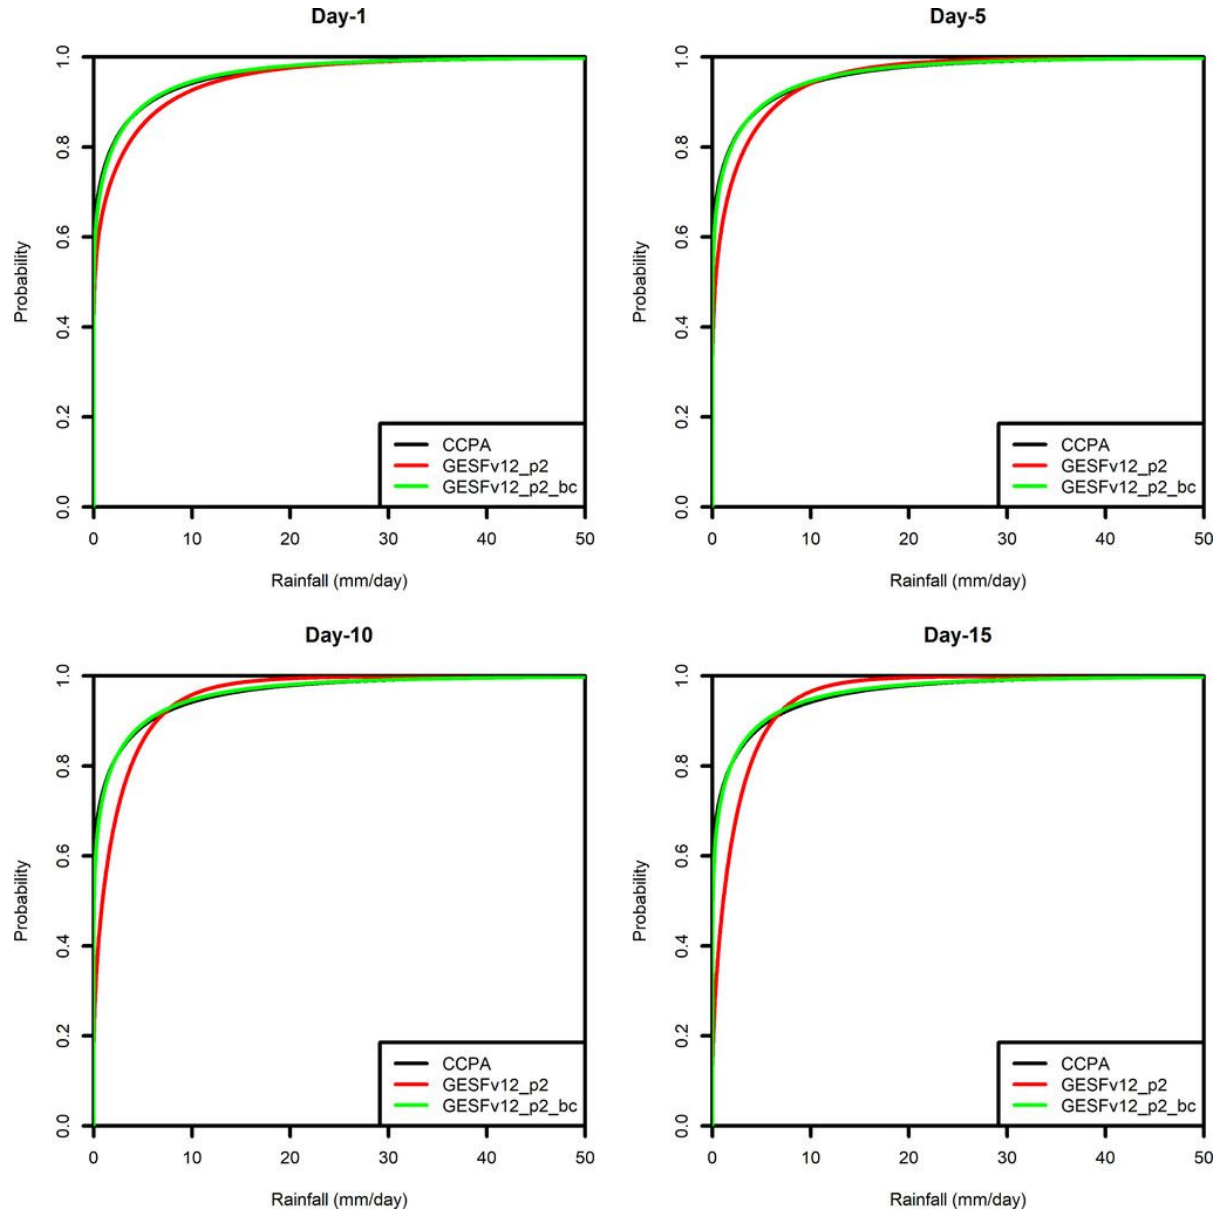 Day-1
Probability
1.0
0.8
0.6
0.4
0.2
0.0
CCPA
GESFv12_p2
GESFv12_p2_bc
0 10 20 30 40 50
Rainfall (mm/day)
Day-5
Probability
1.0
0.8
0.6
0.4
0.2
0.0
CCPA
GESFv12_p2
GESFv12_p2_bc
0 10 20 30 40 50
Rainfall (mm/day)
Day-10
Probability
1.0
0.8
0.6
0.4
0.2
0.0
CCPA
GESFv12_p2
GESFv12_p2_bc
0 10 20 30 40 50
Rainfall (mm/day)
Day-15
Probability
1.0
0.8
0.6
0.4
0.2
0.0
CCPA
GESFv12_p2
GESFv12_p2_bc
0 10 20 30 40 50
Rainfall (mm/day)